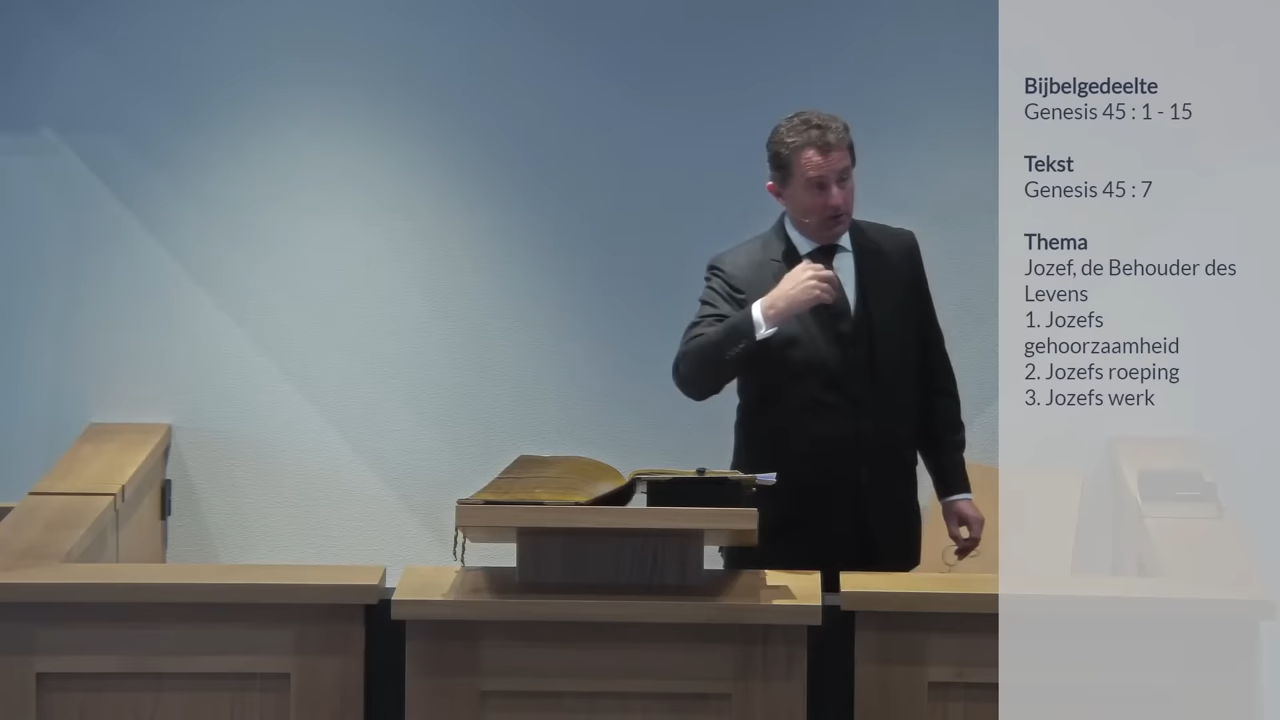 Bijbelgedeelte
Genesis 45 : 1 - 15
Tekst
Genesis 45 : 7
Thema
Jozef, de Behouder des
Levens
1. Jozefs
gehoorzaamheid
2. Jozefs roeping
3. Jozefs werk